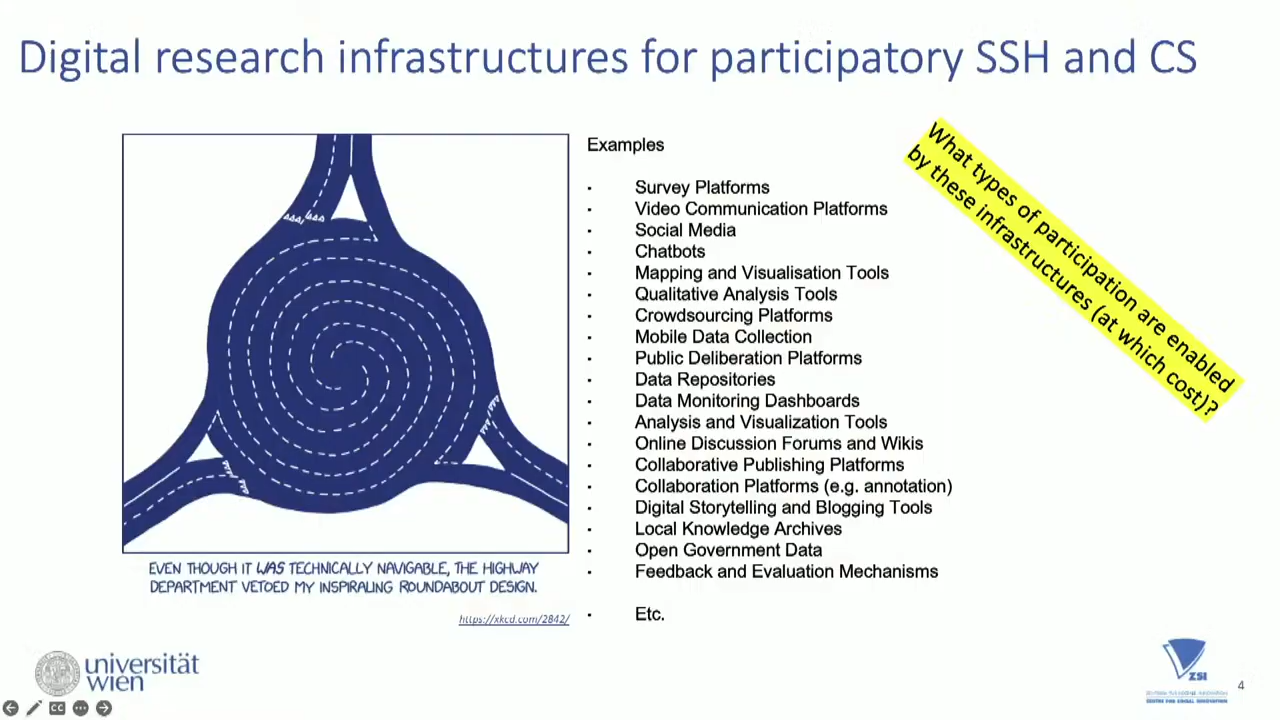 Digital research infrastructures for participatory SSH and CS
Examples
· Survey Platforms
· Video Communication Platforms
· Social Media
· Chatbots
· Mapping and Visualisation Tools
· Qualitative Analysis Tools
· Crowdsourcing Platforms
· Mobile Data Collection
· Public Deliberation Platforms
· Data Repositories
· Data Monitoring Dashboards
· Analysis and Visualization Tools
· Online Discussion Forums and Wikis
· Collaborative Publishing Platforms
· Collaboration Platforms (e.g. annotation)
· Digital Storytelling and Blogging Tools
· Local Knowledge Archives
· Open Government Data
· Feedback and Evaluation Mechanisms
· Etc.
What types of participation are enabled
by these infrastructures (at which cost)?
EVEN THOUGH IT WAS TECHNICALLY NAVIGABLE, THE HIGHWAY
DEPARTMENT VETOED MY INSPIRALING ROUNDABOUT DESIGN.
https://xkcd.com/2842/
universität
wien
ZSI
CENTRE FOR SOCIAL INNOVATION
4
CC